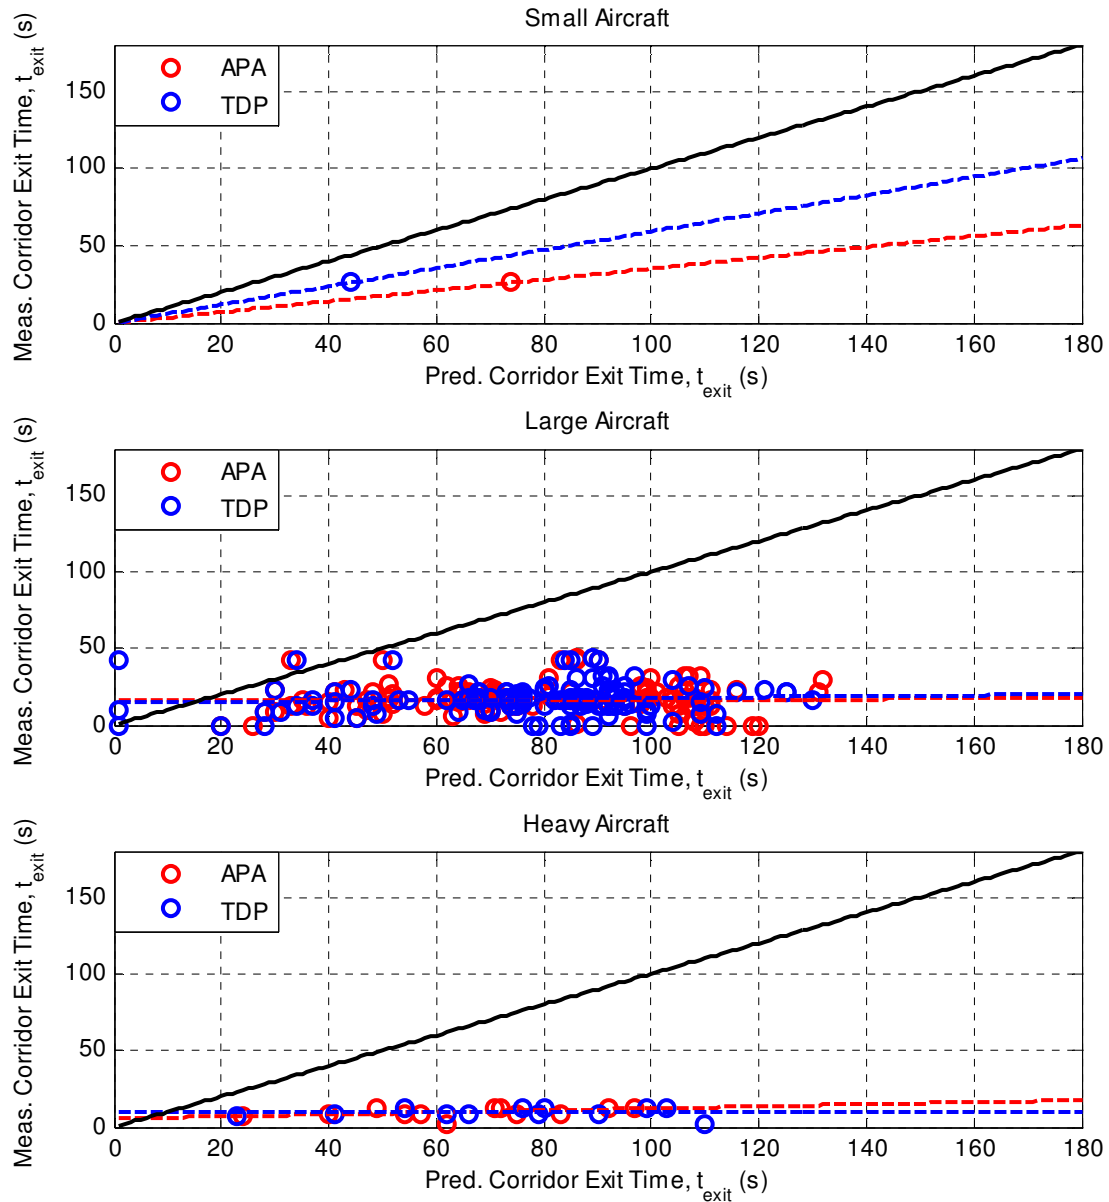 Small Aircraft
Meas. Corridor Exit Time, t_exit (s)
150
100
50
0
APA
TDP
0 20 40 60 80 100 120 140 160 180
Pred. Corridor Exit Time, t_exit (s)
Large Aircraft
Meas. Corridor Exit Time, t_exit (s)
150
100
50
0
APA
TDP
0 20 40 60 80 100 120 140 160 180
Pred. Corridor Exit Time, t_exit (s)
Heavy Aircraft
Meas. Corridor Exit Time, t_exit (s)
150
100
50
0
APA
TDP
0 20 40 60 80 100 120 140 160 180
Pred. Corridor Exit Time, t_exit (s)